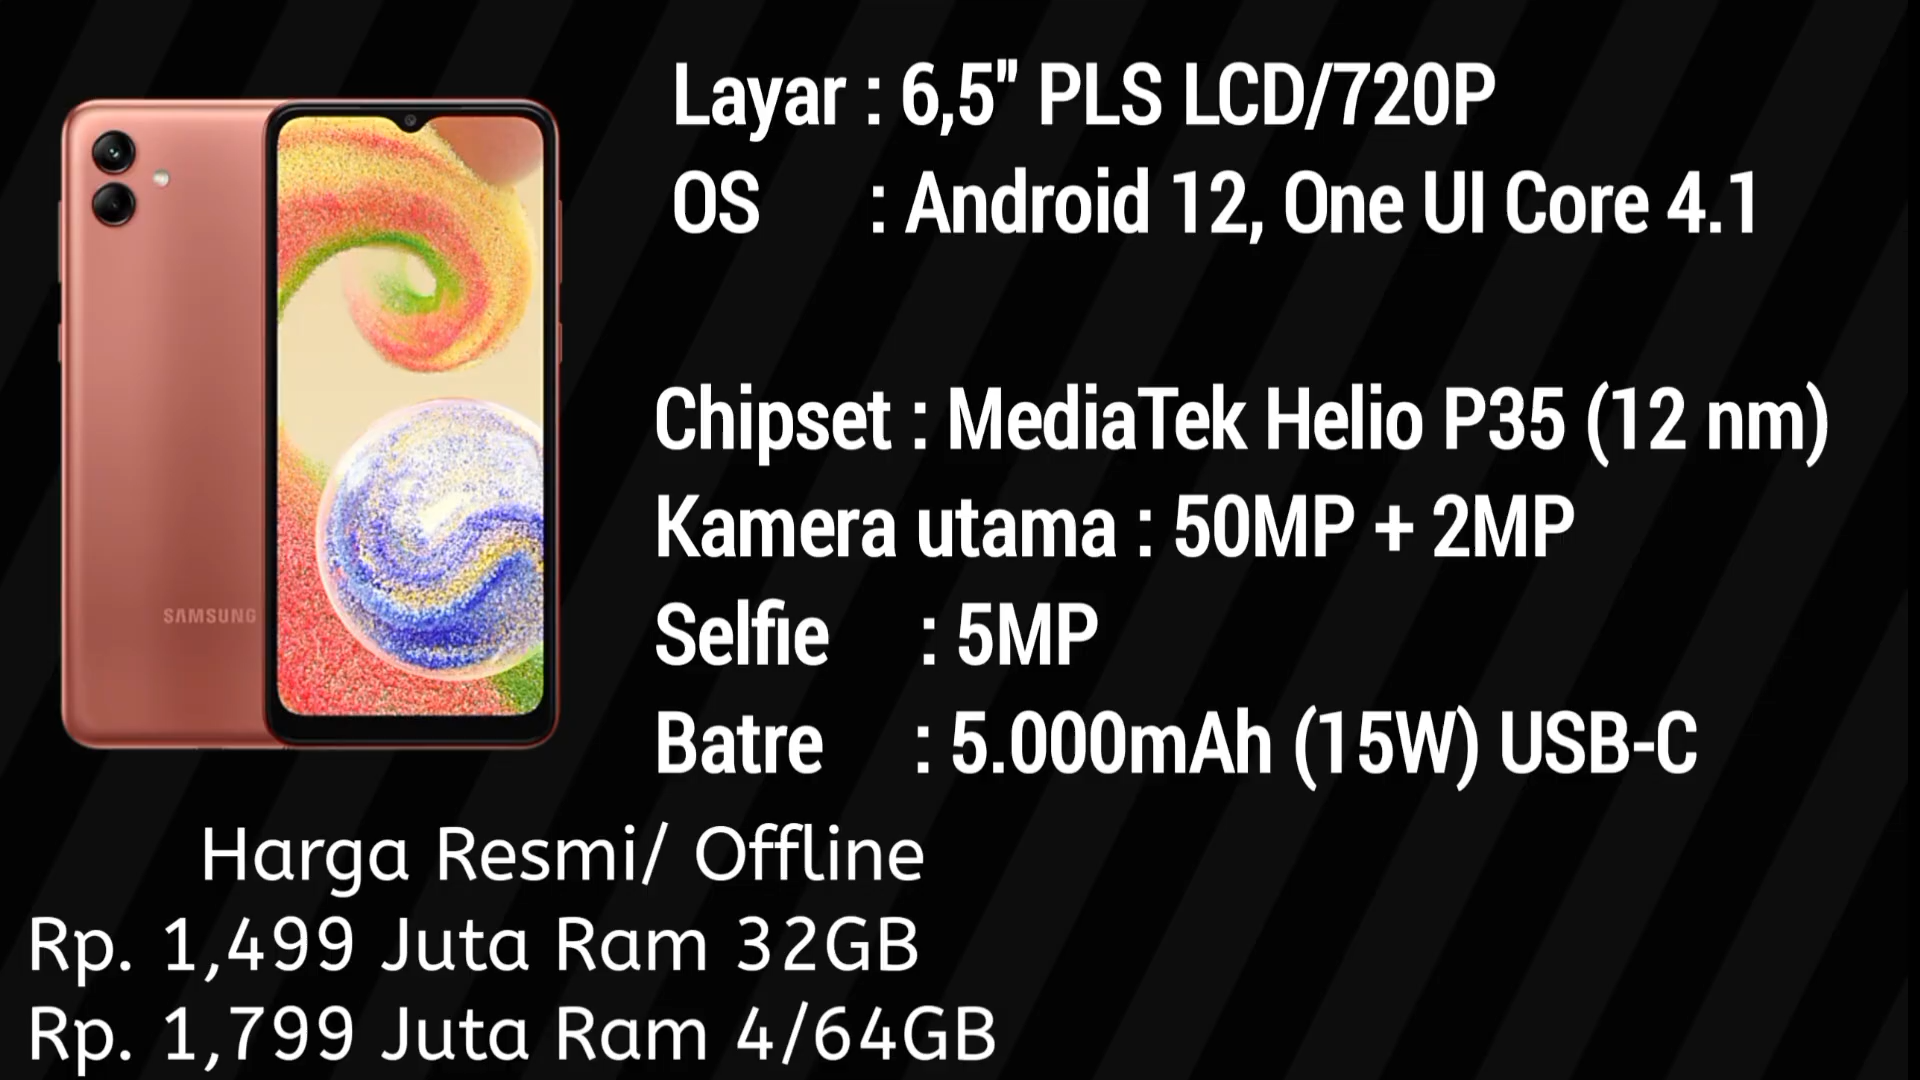 Layar : 6,5" PLS LCD/720P
OS : Android 12, One UI Core 4.1
Chipset : MediaTek Helio P35 (12 nm)
Kamera utama : 50MP + 2MP
Selfie : 5MP
Batre : 5.000mAh (15W) USB-C
SAMSUNG
Harga Resmi/ Offline
Rp. 1,499 Juta Ram 32GB
Rp. 1,799 Juta Ram 4/64GB